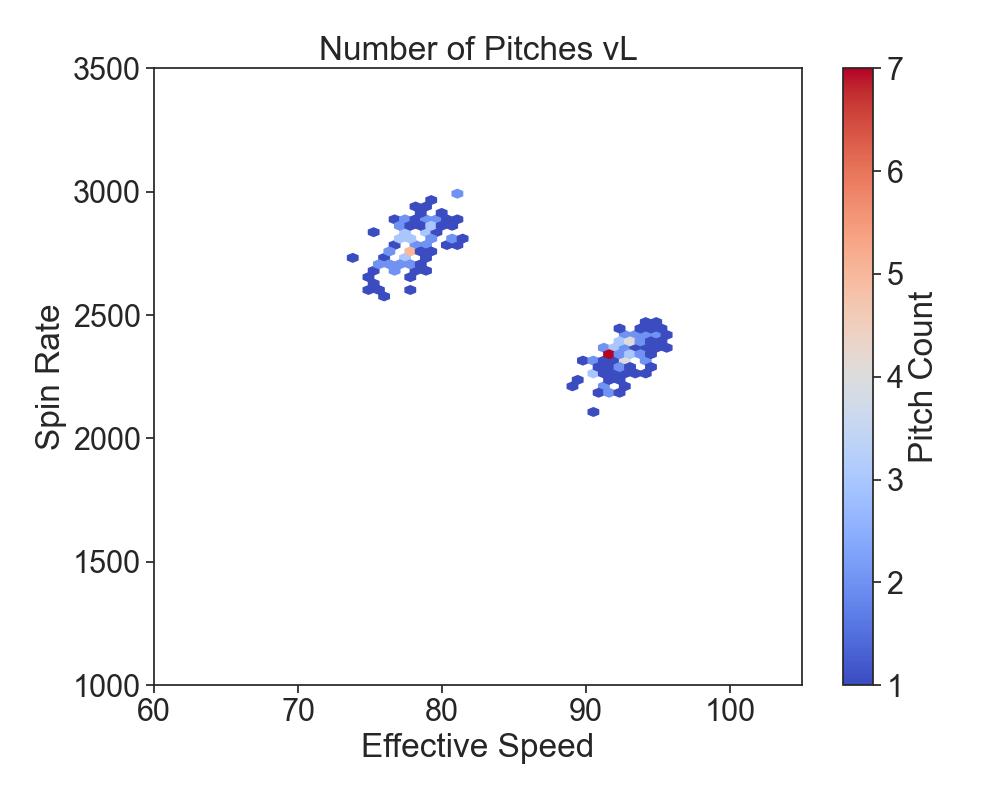 Number of Pitches vL
3500
3000
2500
2000
1500
1000
Spin Rate
60 70 80 90 100
Effective Speed
7
6
5
4
3
2
1
Pitch Count